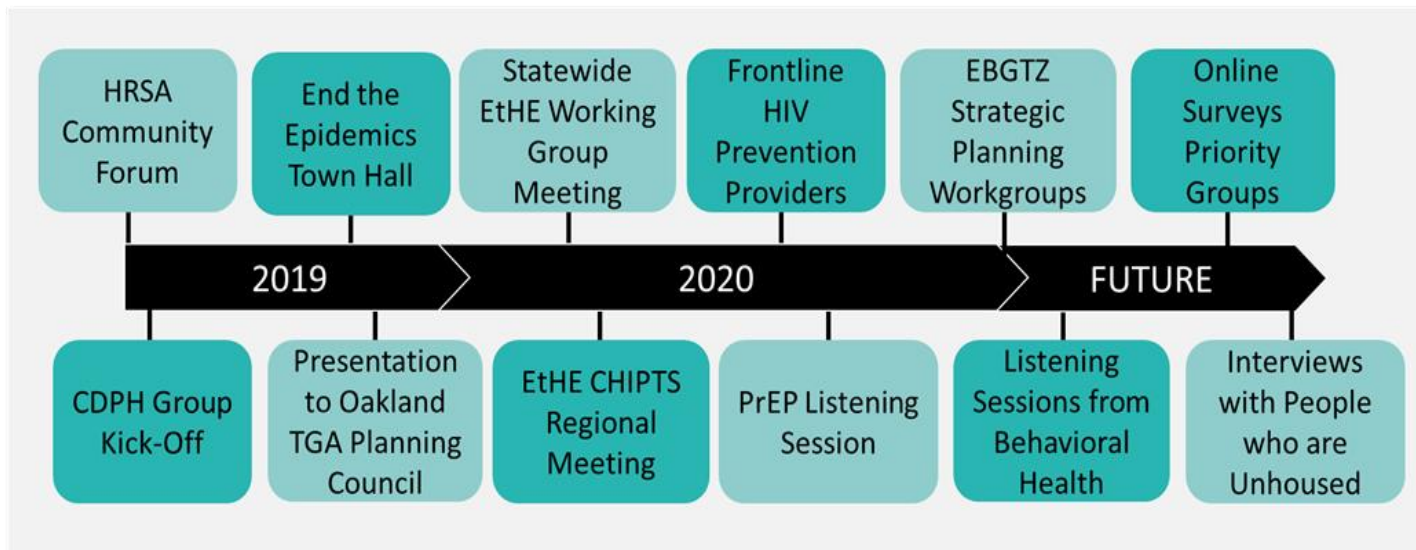 HRSA
Community
Forum
End the
Epidemics
Town Hall
Statewide
EtHE Working
Group
Meeting
Frontline
HIV
Prevention
Providers
EBGTZ
Strategic
Planning
Workgroups
Online
Surveys
Priority
Groups
2019
2020
FUTURE
CDPH Group
Kick-Off
Presentation
to Oakland
TGA Planning
Council
EtHE CHIPTS
Regional
Meeting
PrEP Listening
Session
Listening
Sessions from
Behavioral
Health
Interviews
with People
who are
Unhoused